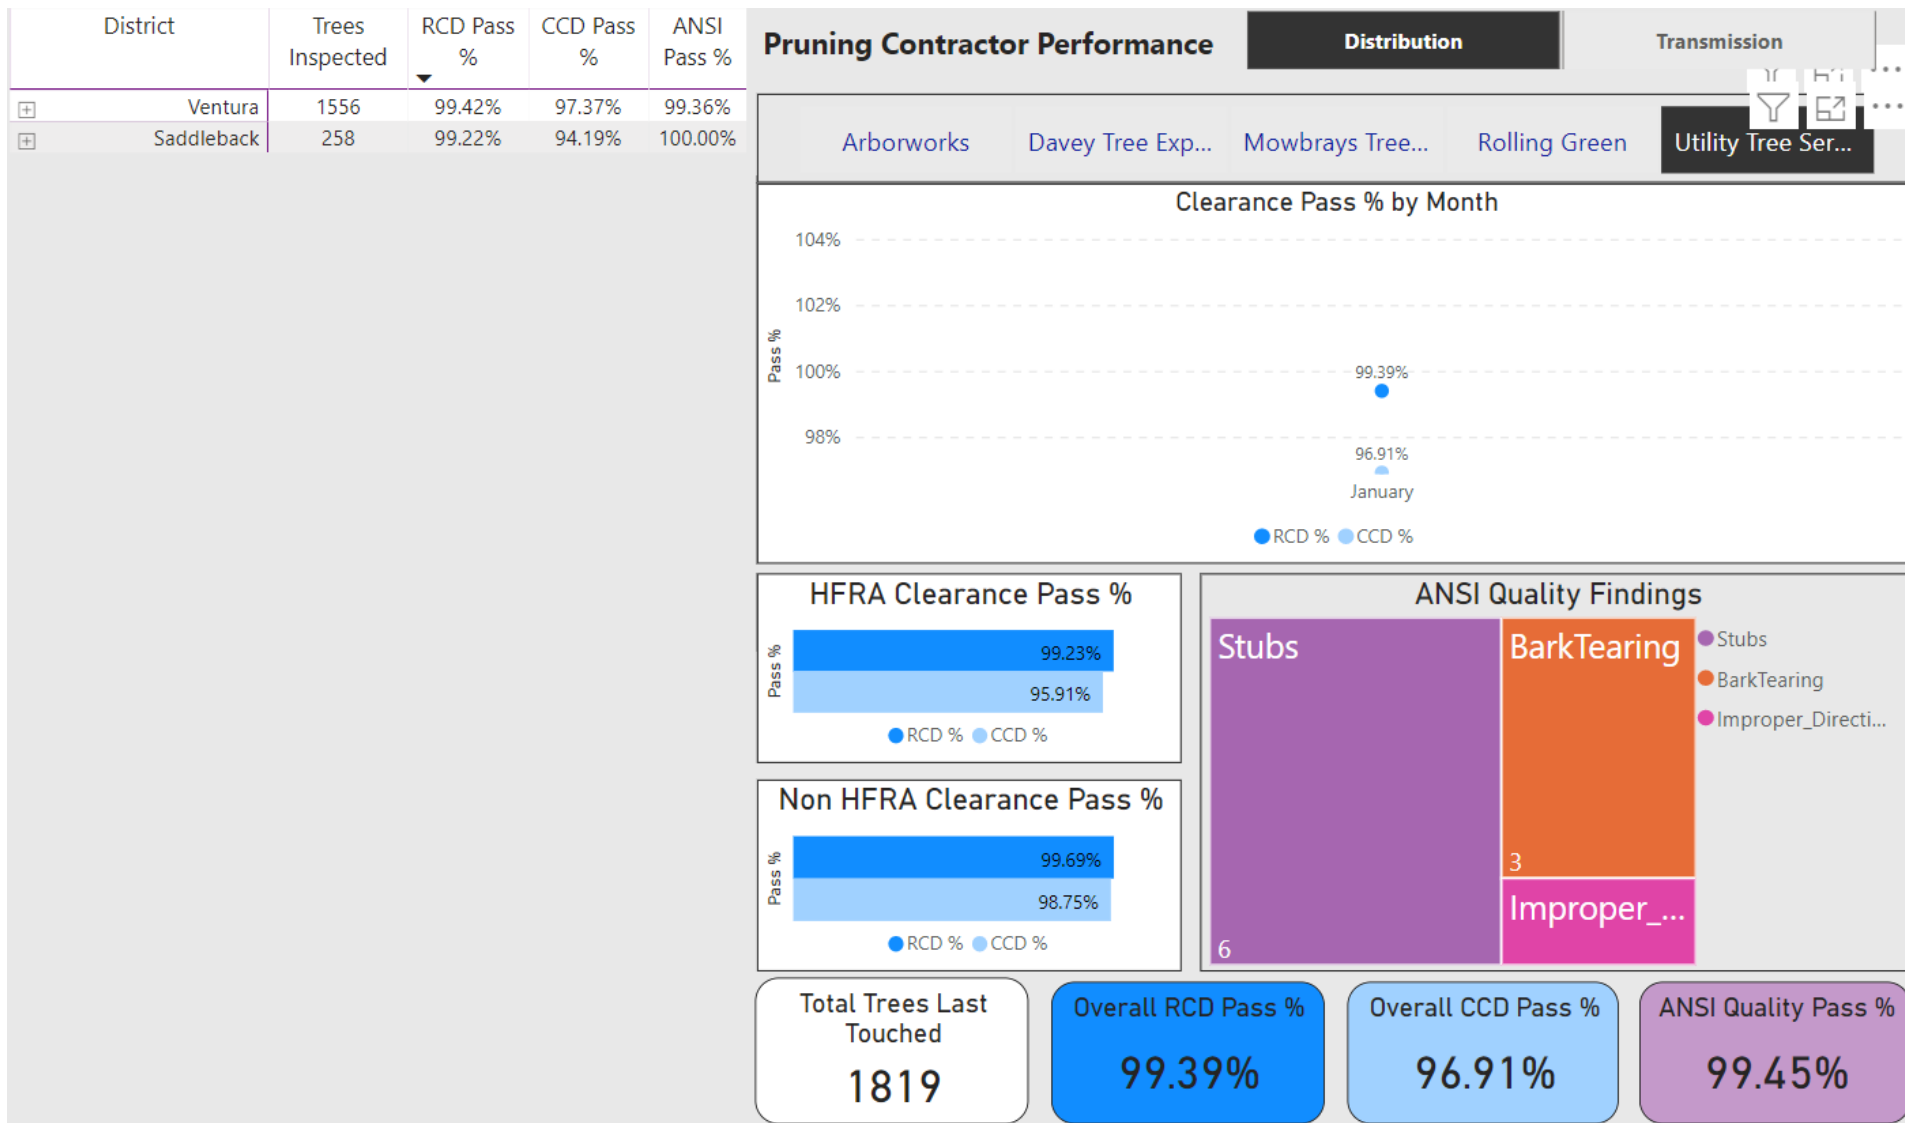 District Trees Inspected RCD Pass % CCD Pass % ANSI Pass %
Ventura 1556 99.42% 97.37% 99.36%
Saddleback 258 99.22% 94.19% 100.00%
Pruning Contractor Performance
Distribution
Transmission
Arborworks
Davey Tree Exp...
Mowbrays Tree...
Rolling Green
Utility Tree Ser...
Clearance Pass % by Month
104%
102%
100%
98%
Pass %
99.39%
96.91%
January
RCD % CCD %
HFRA Clearance Pass %
Pass %
99.23%
95.91%
RCD % CCD %
Non HFRA Clearance Pass %
Pass %
99.69%
98.75%
RCD % CCD %
ANSI Quality Findings
Stubs
6
BarkTearing
3
Improper_...
Stubs
BarkTearing
Improper_Directi...
Total Trees Last
Touched
1819
Overall RCD Pass %
99.39%
Overall CCD Pass %
96.91%
ANSI Quality Pass %
99.45%